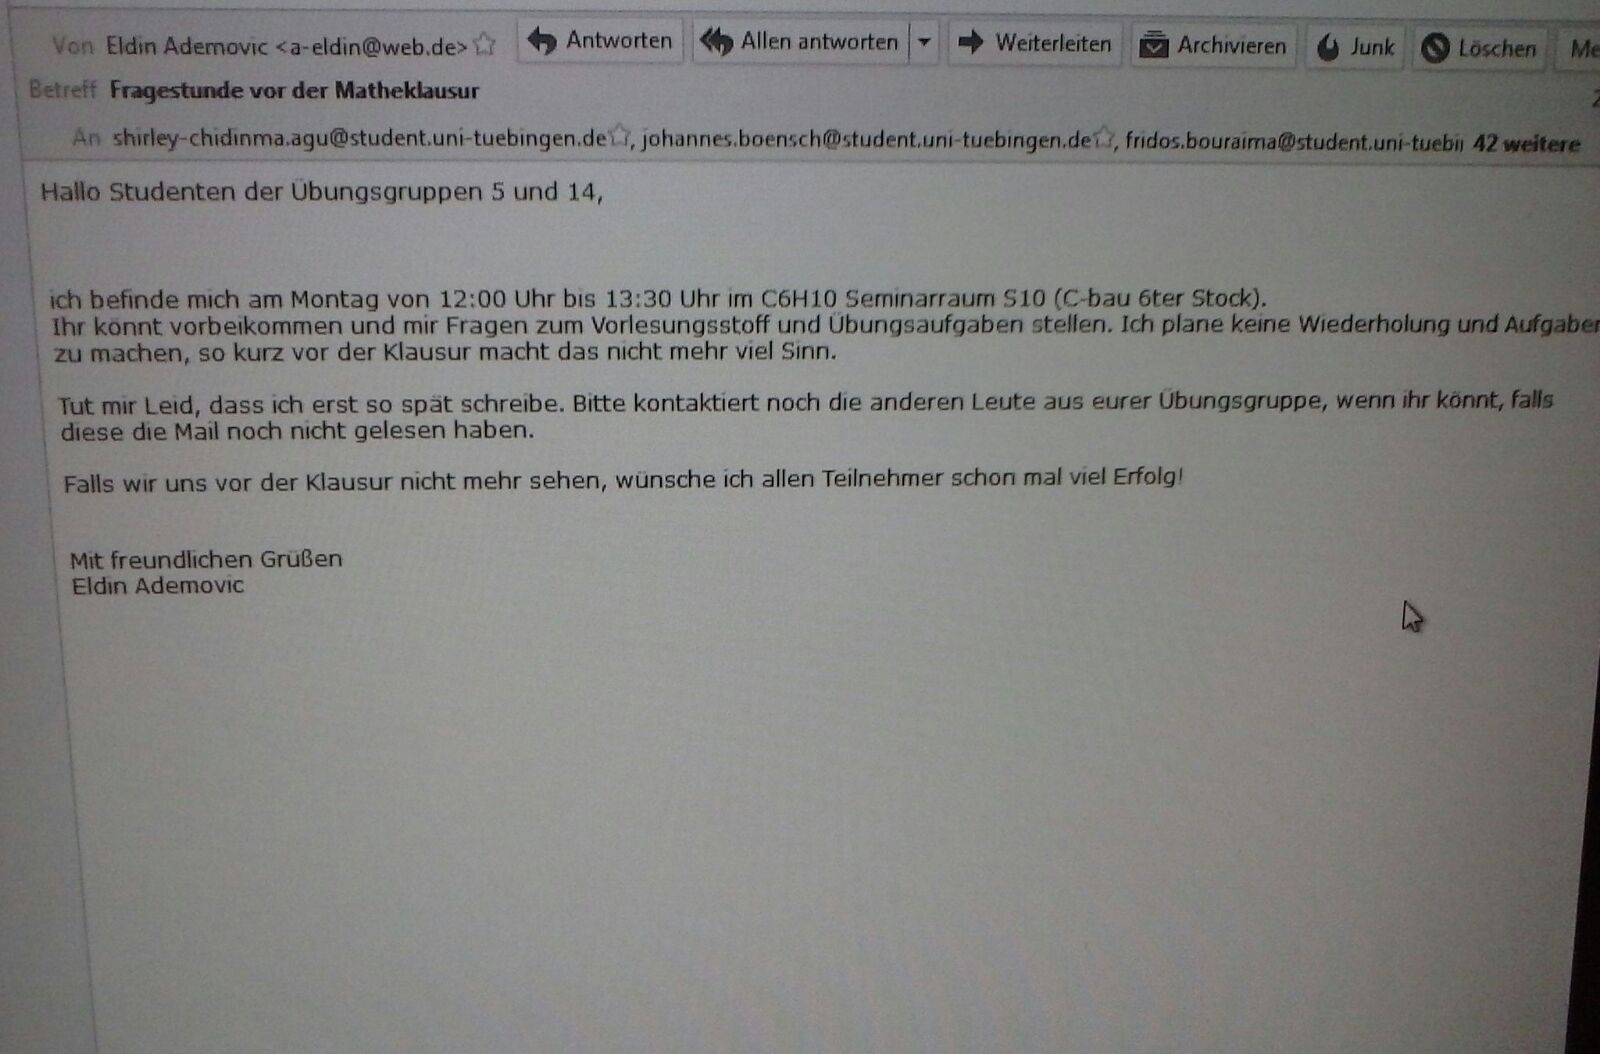 Von Eldin Ademovic <a-eldin@web.de> Antworten Allen antworten Weiterleiten Archivieren Junk Löschen
Betreff Fragestunde vor der Matheklausur
An shirley-chidinma.agu@student.uni-tuebingen.de, johannes.boensch@student.uni-tuebingen.de, fridos.bouraima@student.uni-tuebin 42 weitere
Hallo Studenten der Übungsgruppen 5 und 14,
ich befinde mich am Montag von 12:00 Uhr bis 13:30 Uhr im C6H10 Seminarraum S10 (C-bau 6ter Stock).
Ihr könnt vorbeikommen und mir Fragen zum Vorlesungsstoff und Übungsaufgaben stellen. Ich plane keine Wiederholung und Aufgaben
zu machen, so kurz vor der Klausur macht das nicht mehr viel Sinn.
Tut mir Leid, dass ich erst so spät schreibe. Bitte kontaktiert noch die anderen Leute aus eurer Übungsgruppe, wenn ihr könnt, falls
diese die Mail noch nicht gelesen haben.
Falls wir uns vor der Klausur nicht mehr sehen, wünsche ich allen Teilnehmer schon mal viel Erfolg!
Mit freundlichen Grüßen
Eldin Ademovic